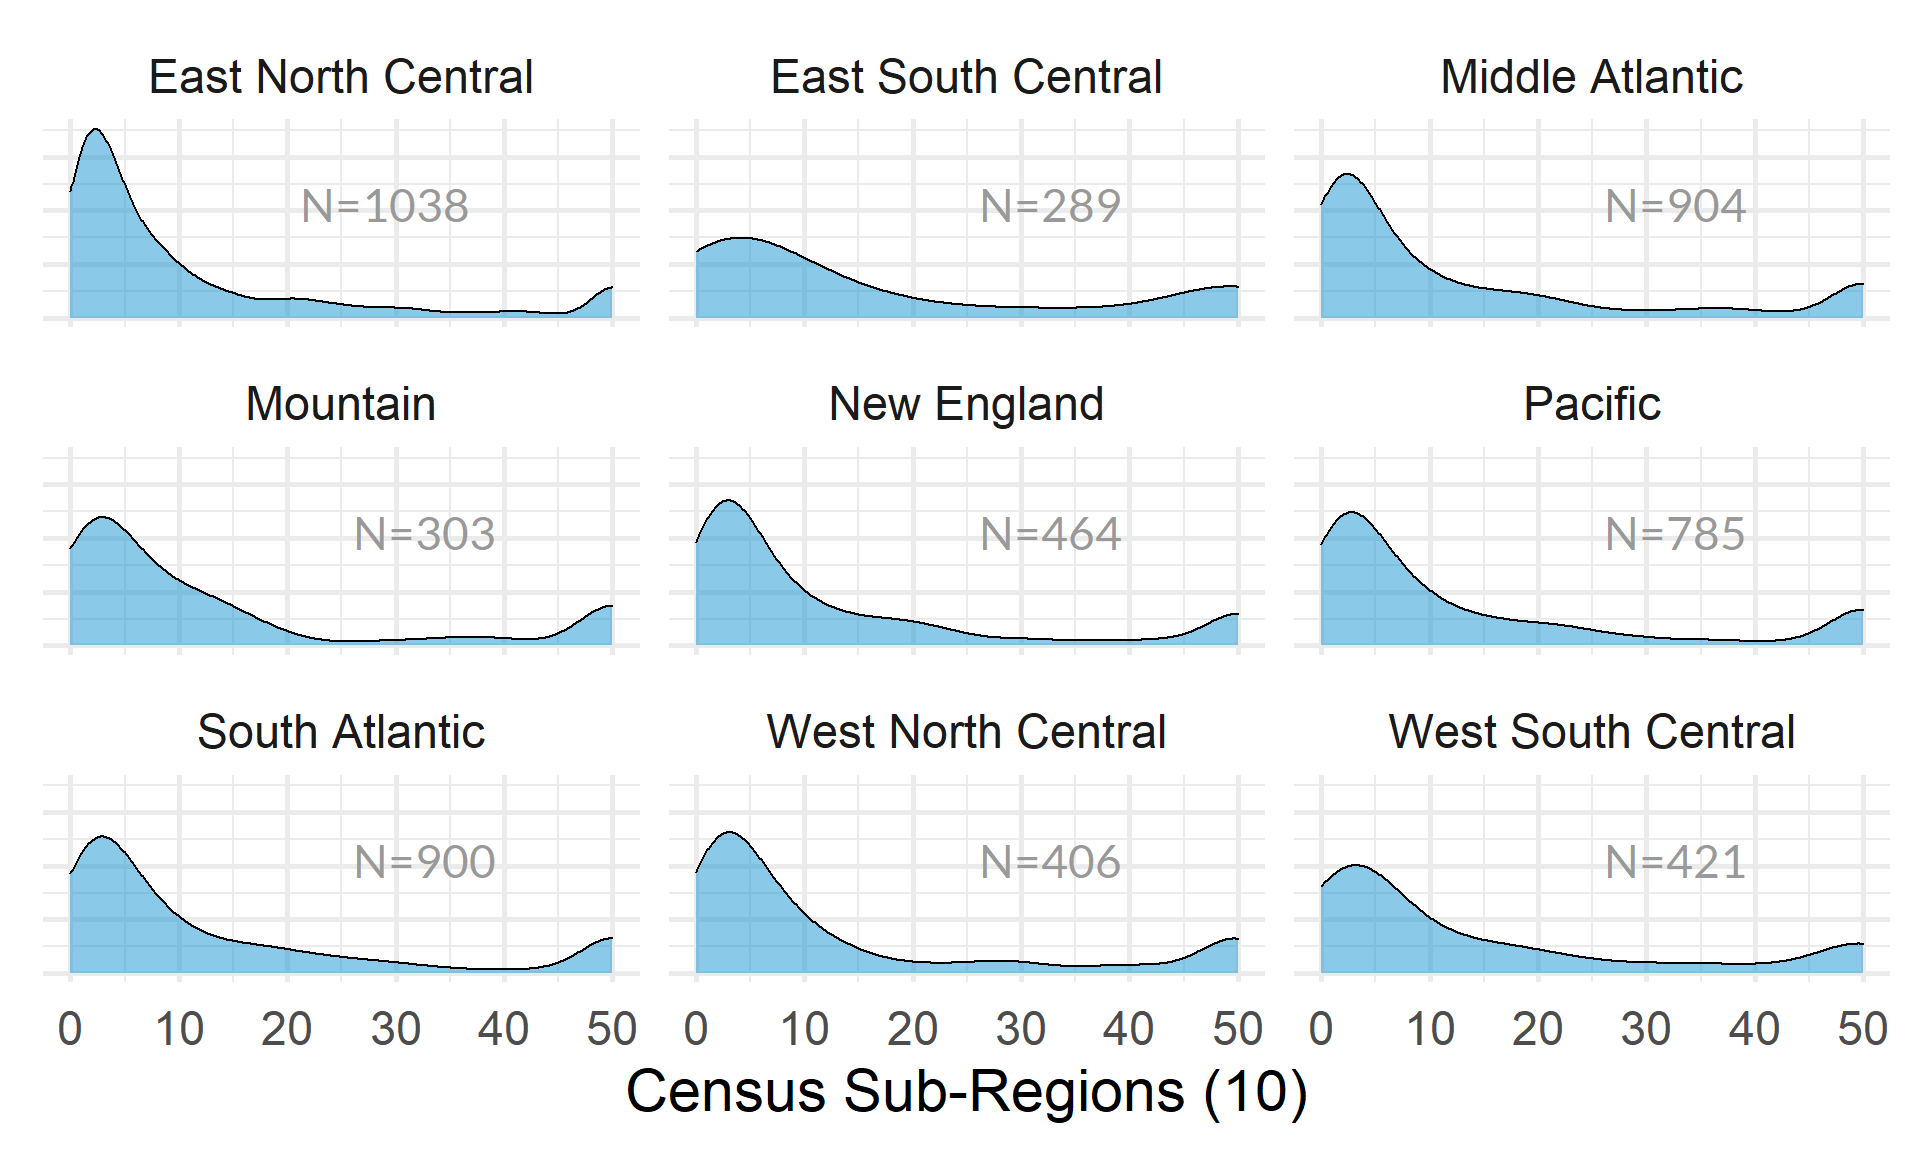 East North Central East South Central Middle Atlantic
N=1038 N=289 N=904
Mountain New England Pacific
N=303 N=464 N=785
South Atlantic West North Central West South Central
N=900 N=406 N=421
0 10 20 30 40 50 0 10 20 30 40 50 0 10 20 30 40 50
Census Sub-Regions (10)